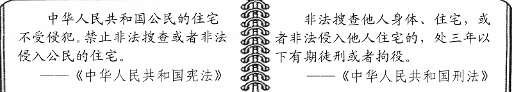 中华人民共和国公民的住宅
不受侵犯。禁止非法搜查或者非法
侵入公民的住宅。
——《中华人民共和国宪法》
非法搜查他人身体、住宅，或
者非法侵入他人住宅的，处三年以
下有期徒刑或者拘役。
——《中华人民共和国刑法》